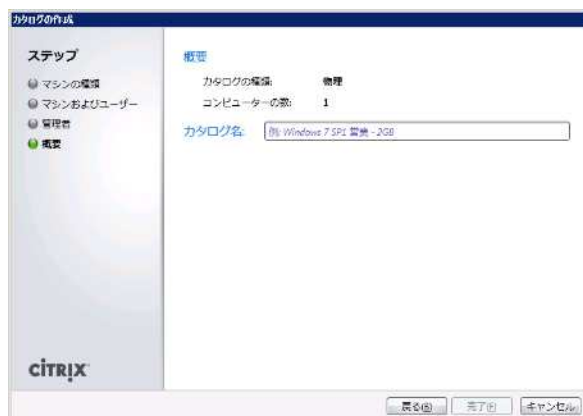 カタログの作成
ステップ
マシンの種類
マシンおよびユーザー
管理者
概要
概要
カタログの種類: 物理
コンピューターの数: 1
カタログ名: 例: Windows 7 SP1 営業 - 2GB
CİTRIX
戻る(B) 完了(F) キャンセル